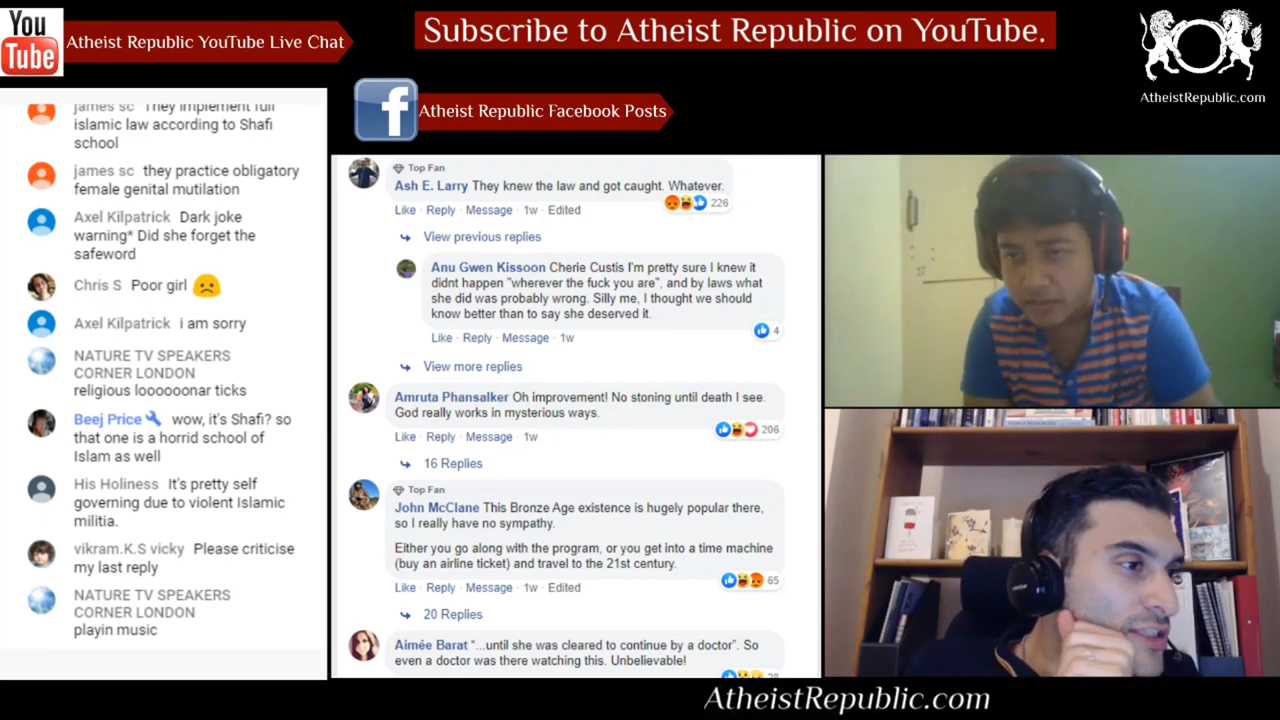 You
Tube
Atheist Republic YouTube Live Chat
Subscribe to Atheist Republic on YouTube.
AtheistRepublic.com
f
Atheist Republic Facebook Posts
james sc They implement full
islamic law according to Shafi
school
james sc they practice obligatory
female genital mutilation
Axel Kilpatrick Dark joke
warning* Did she forget the
safeword
Chris S Poor girl
Axel Kilpatrick i am sorry
NATURE TV SPEAKERS
CORNER LONDON
religious loooooonar ticks
Beej Price wow, it's Shafi? so
that one is a horrid school of
Islam as well
His Holiness It's pretty self
governing due to violent Islamic
militia.
vikram.K.S vicky Please criticise
my last reply
NATURE TV SPEAKERS
CORNER LONDON
playin music
Top Fan
Ash E. Larry They knew the law and got caught. Whatever.
226
Like · Reply · Message · 1w · Edited
View previous replies
Anu Gwen Kissoon Cherie Custis I'm pretty sure I knew it
didnt happen "wherever the fuck you are", and by laws what
she did was probably wrong. Silly me, I thought we should
know better than to say she deserved it.
4
Like · Reply · Message · 1w
View more replies
Amruta Phansalker Oh improvement! No stoning until death I see.
God really works in mysterious ways.
206
Like · Reply · Message · 1w
16 Replies
Top Fan
John McClane This Bronze Age existence is hugely popular there,
so I really have no sympathy.
Either you go along with the program, or you get into a time machine
(buy an airline ticket) and travel to the 21st century.
65
Like · Reply · Message · 1w · Edited
20 Replies
Aimée Barat "...until she was cleared to continue by a doctor". So
even a doctor was there watching this. Unbelievable!
AtheistRepublic.com